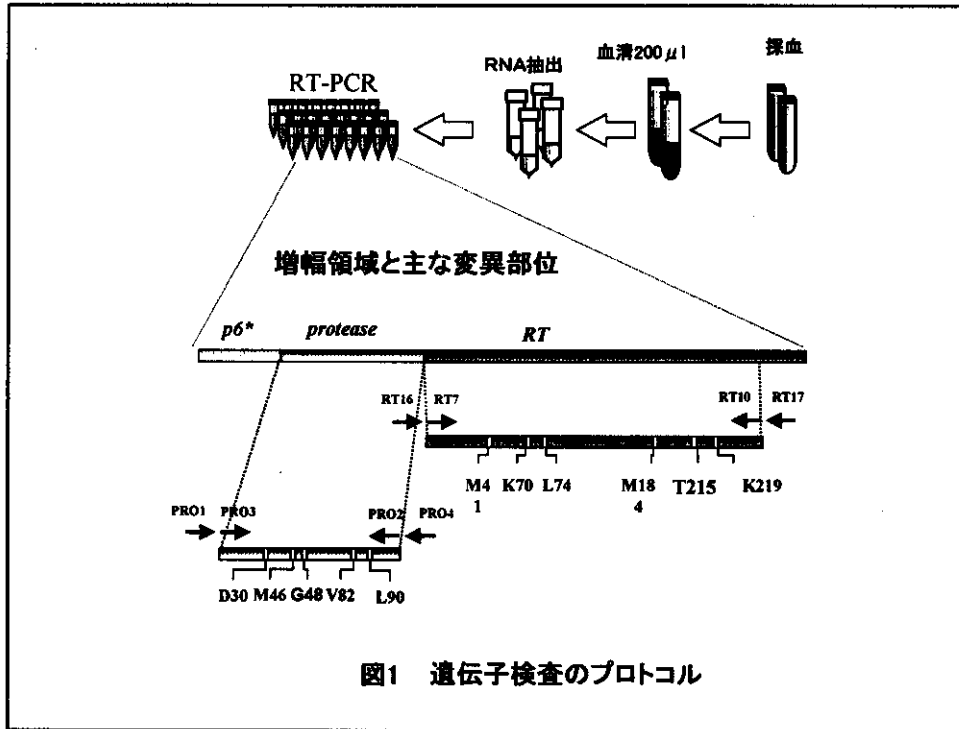 採血
血清200μl
RNA抽出
RT-PCR
増幅領域と主な変異部位
p6* protease RT
RT16 RT7 RT10 RT17
M4
1 K70 L74 M18
4 T215 K219
PRO1 PRO3 PRO2 PRO4
D30 M46 G48 V82 L90
図1 遺伝子検査のプロトコル